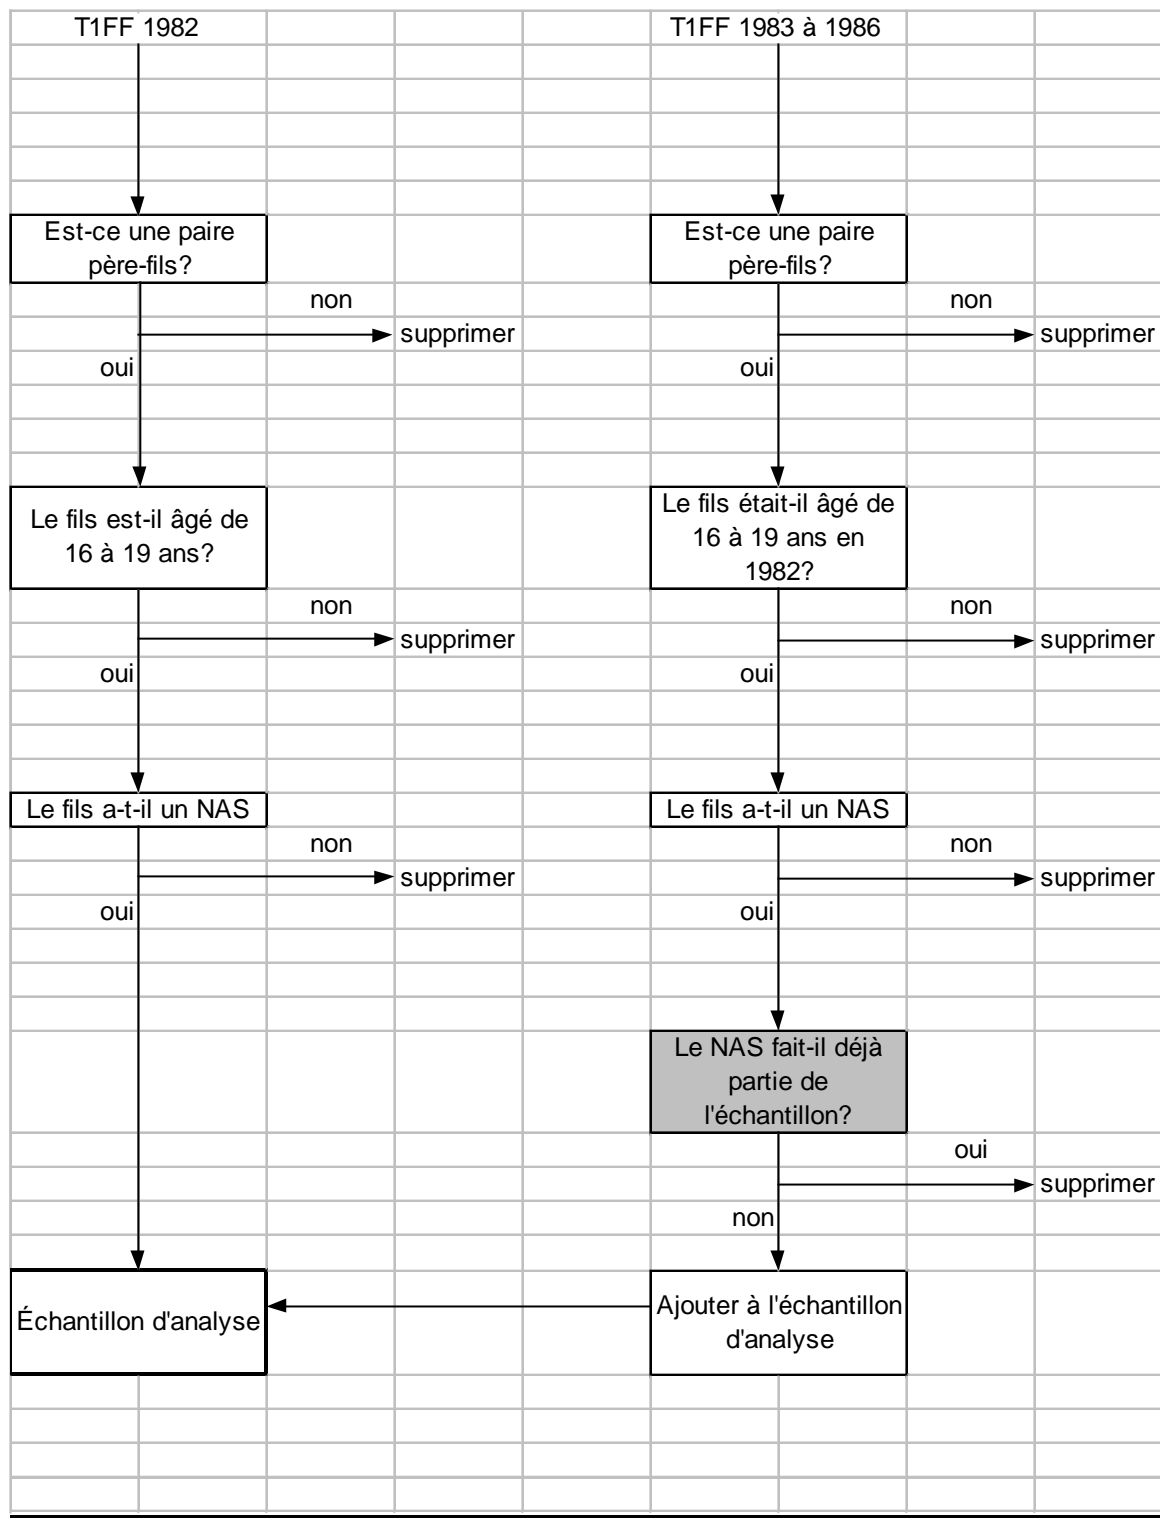 T1FF 1982
T1FF 1983 à 1986
Est-ce une paire
père-fils?
Est-ce une paire
père-fils?
non
non
supprimer
supprimer
oui
oui
Le fils est-il âgé de
16 à 19 ans?
Le fils était-il âgé de
16 à 19 ans en
1982?
non
non
supprimer
supprimer
oui
oui
Le fils a-t-il un NAS
Le fils a-t-il un NAS
non
non
supprimer
supprimer
oui
oui
Le NAS fait-il déjà
partie de
l'échantillon?
oui
supprimer
non
Échantillon d'analyse
Ajouter à l'échantillon
d'analyse